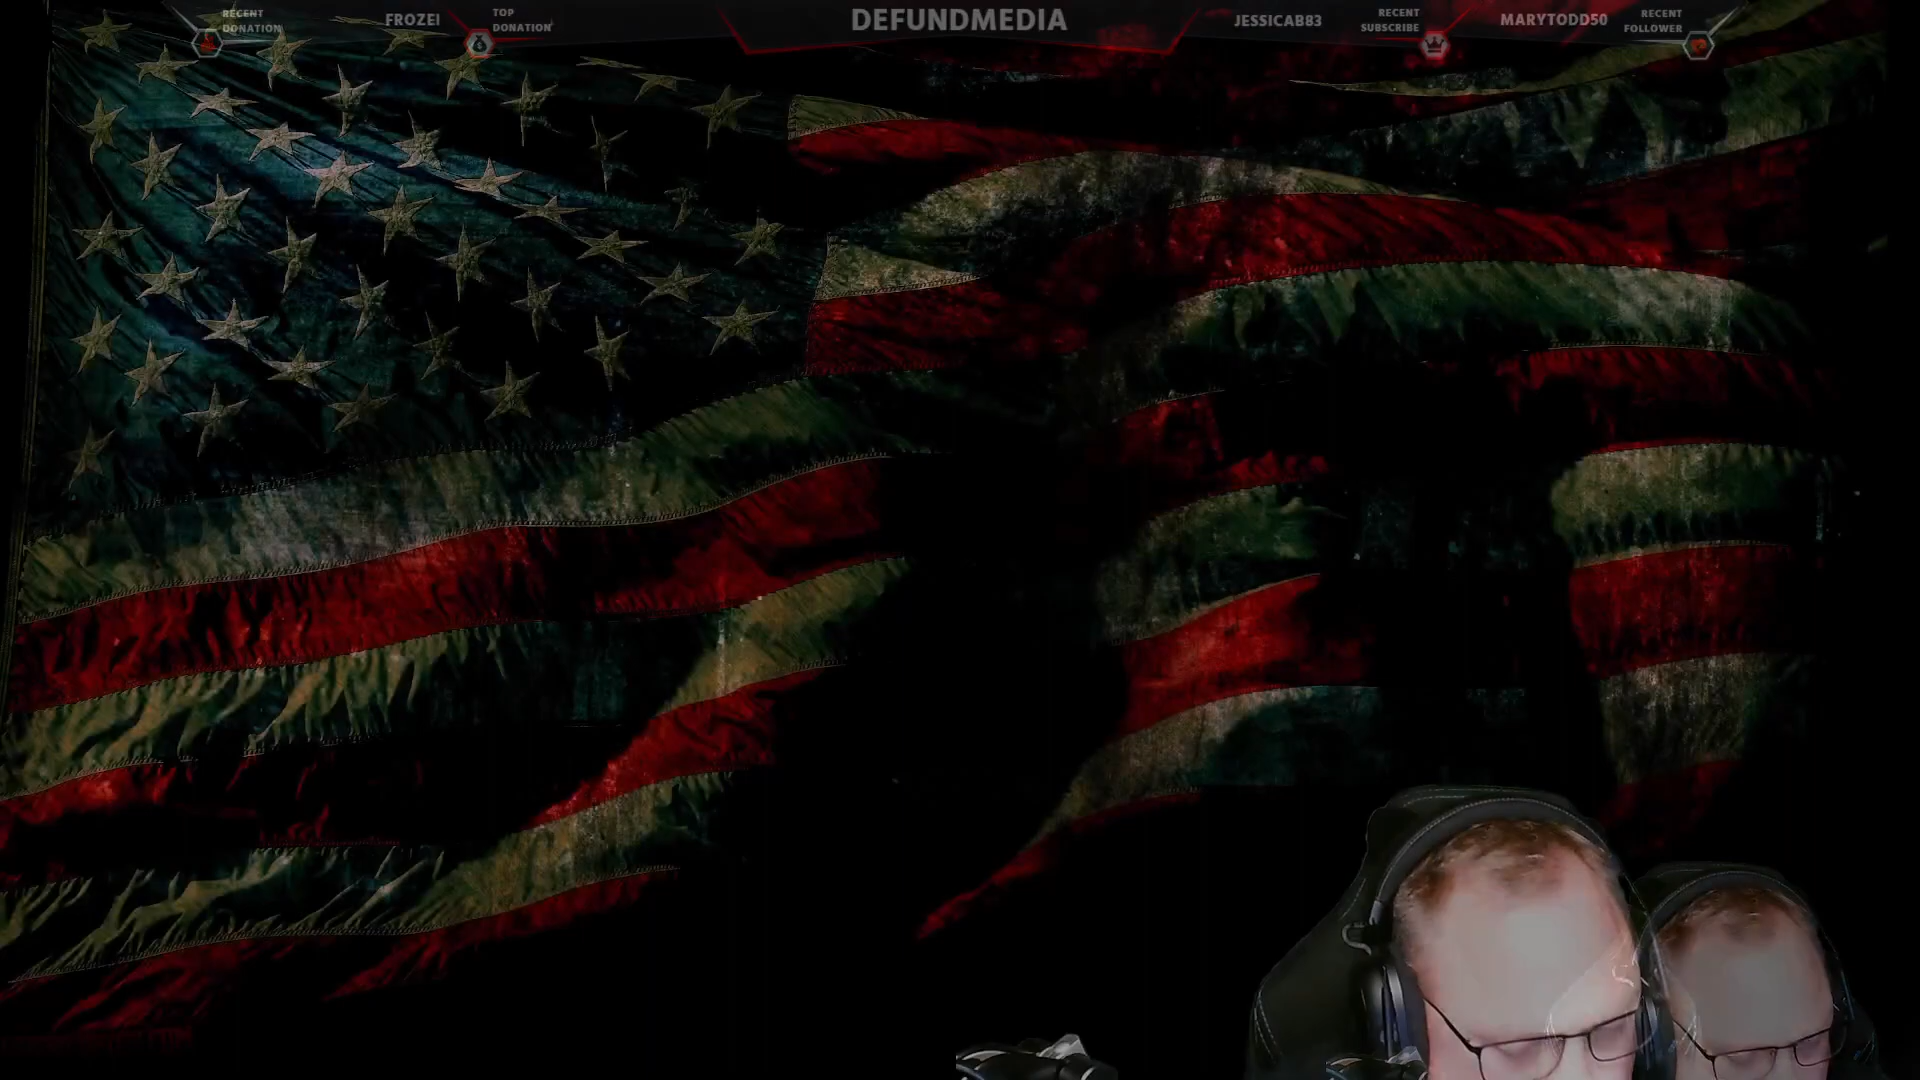 RECENT
DONATION
FROZEI
TOP
DONATION
DEFUNDMEDIA
JESSICAB83
RECENT
SUBSCRIBE
MARYTODD50
RECENT
FOLLOWER